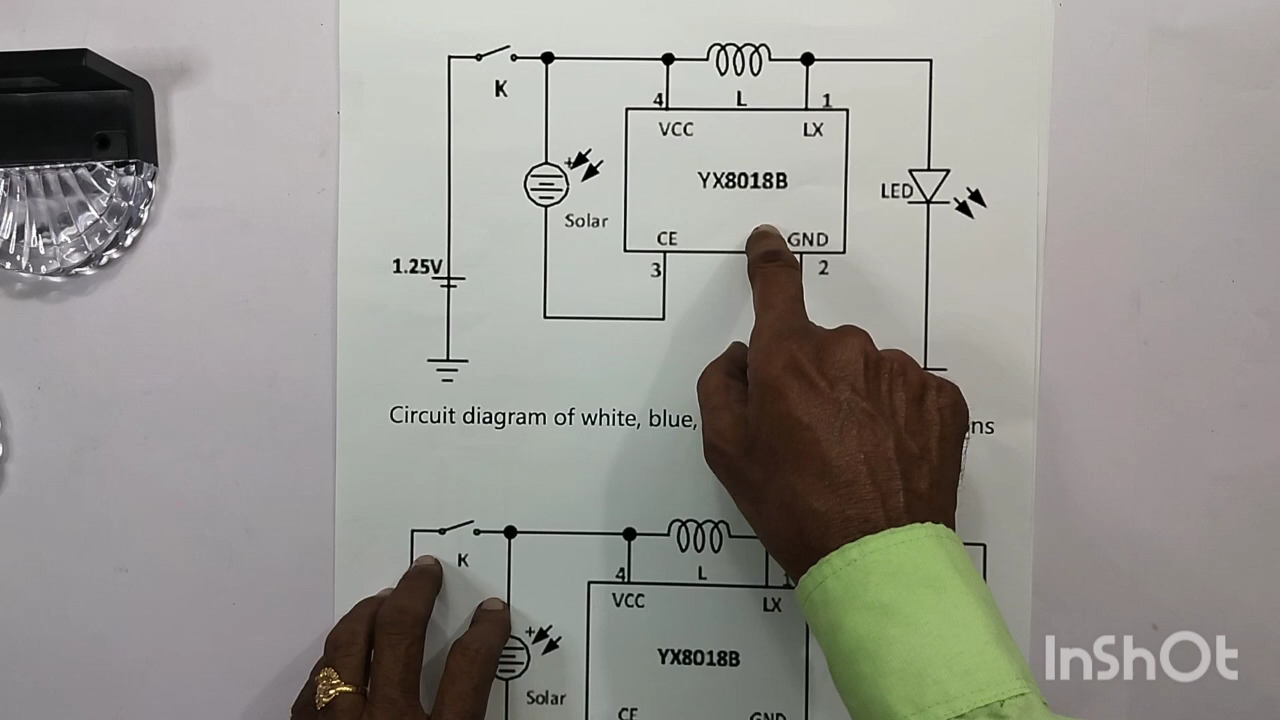 K
4
L
1
VCC
LX
YX8018B
+
LED
Solar
CE
GND
1.25V
3
2
Circuit diagram of white, blue,
K
4
L
VCC
LX
YX8018B
+
Solar
InShOt